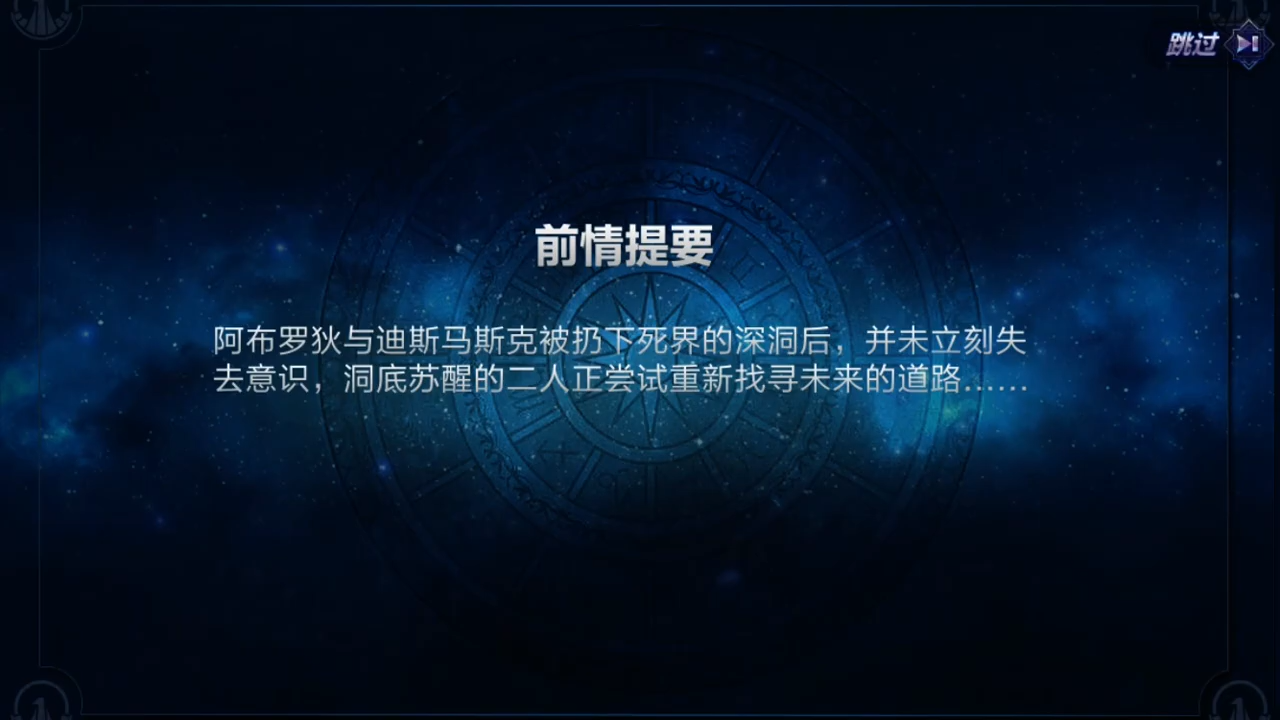 跳过
前情提要
阿布罗狄与迪斯马斯克被扔下死界的深洞后，并未立刻失
去意识，洞底苏醒的二人正尝试重新找寻未来的道路……